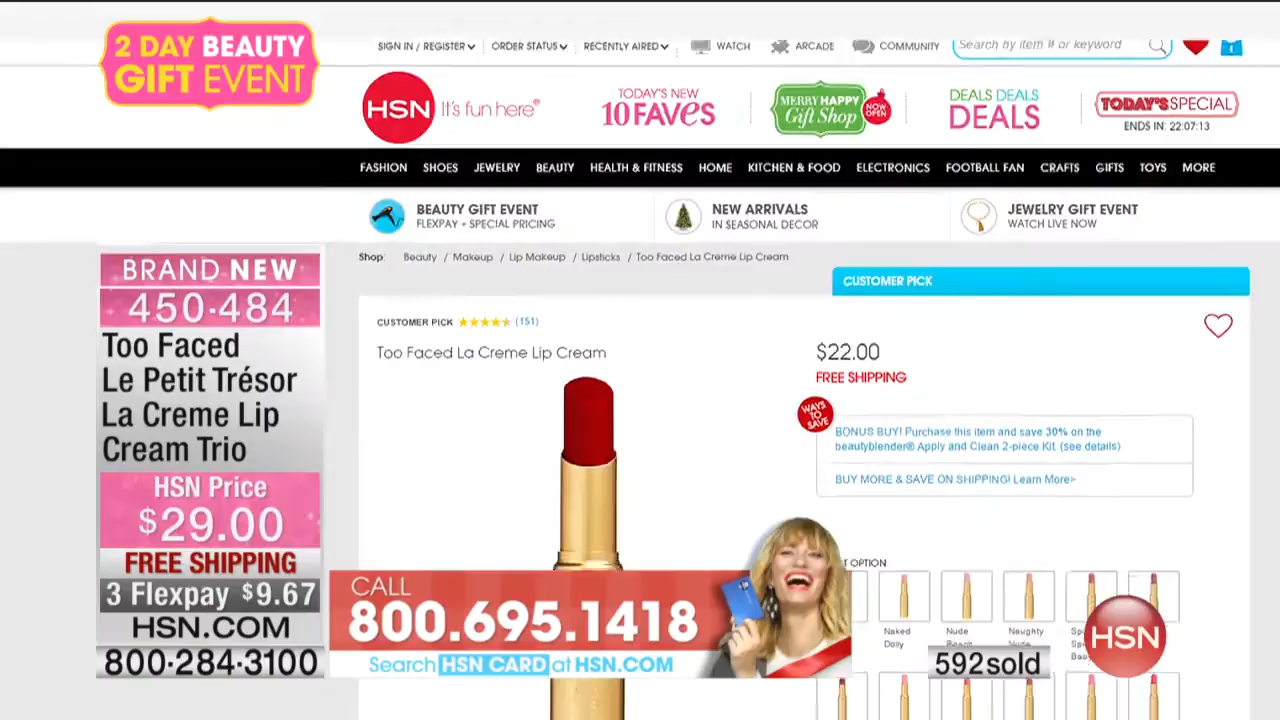 2 DAY BEAUTY
GIFT EVENT
SIGN IN / REGISTER
ORDER STATUS
RECENTLY AIRED
WATCH
ARCADE
COMMUNITY
Search by item # or keyword
1
HSN
It's fun here®
TODAY'S NEW
10 FAVES
MERRY HAPPY
Gift Shop
NOW
OPEN
DEALS DEALS
DEALS
TODAY'S SPECIAL
ENDS IN: 22:07:13
FASHION SHOES JEWELRY BEAUTY HEALTH & FITNESS HOME KITCHEN & FOOD ELECTRONICS FOOTBALL FAN CRAFTS GIFTS TOYS MORE
BEAUTY GIFT EVENT
FLEXPAY + SPECIAL PRICING
NEW ARRIVALS
IN SEASONAL DECOR
JEWELRY GIFT EVENT
WATCH LIVE NOW
Shop: Beauty / Makeup / Lip Makeup / Lipsticks / Too Faced La Creme Lip Cream
CUSTOMER PICK
CUSTOMER PICK (151)
Too Faced La Creme Lip Cream
$22.00
FREE SHIPPING
WAYS
TO
SAVE
BONUS BUY! Purchase this item and save 30% on the
beautyblender® Apply and Clean 2-piece Kit. (see details)
BUY MORE & SAVE ON SHIPPING! Learn More>
OPTION
Naked
Dolly
Nude
Naughty
Nude
BRAND NEW
450-484
Too Faced
Le Petit Trésor
La Creme Lip
Cream Trio
HSN Price
$29.00
FREE SHIPPING
3 Flexpay $9.67
HSN.COM
800-284-3100
CALL
800.695.1418
Search HSN CARD at HSN.COM
592 sold
HSN